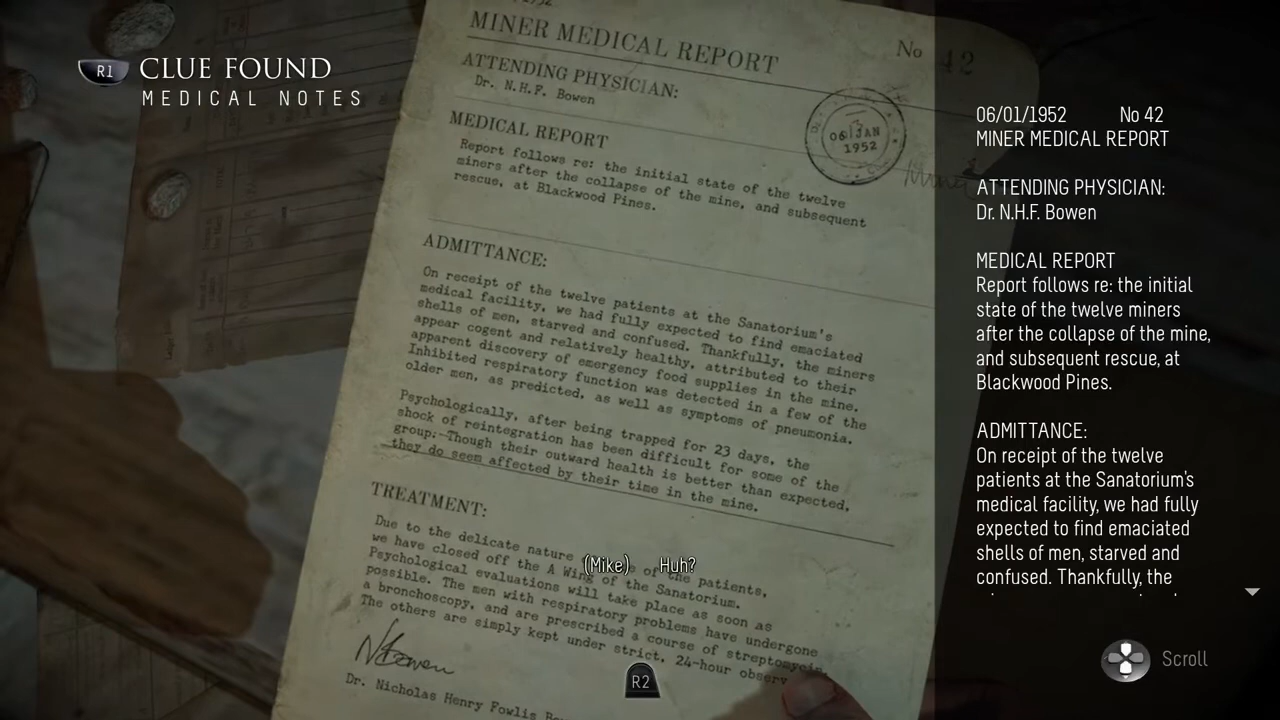 R1 CLUE FOUND
MEDICAL NOTES
MINER MEDICAL REPORT No 42
ATTENDING PHYSICIAN:
Dr. N.H.F. Bowen
06 JAN
1952
MEDICAL REPORT
Report follows re: the initial state of the twelve
miners after the collapse of the mine, and subsequent
rescue, at Blackwood Pines.
ADMITTANCE:
On receipt of the twelve patients at the Sanatorium's
medical facility, we had fully expected to find emaciated
shells of men, starved and confused. Thankfully, the miners
appear cogent and relatively healthy, attributed to their
apparent discovery of emergency food supplies in the mine.
Inhibited respiratory function was detected in a few of the
older men, as predicted, as well as symptoms of pneumonia.
Psychologically, after being trapped for 23 days, the
shock of reintegration has been difficult for some of the
group. Though their outward health is better than expected,
they do seem affected by their time in the mine.
TREATMENT:
Due to the delicate nature of the patients,
we have closed off the A Wing of the Sanatorium.
Psychological evaluations will take place as soon as
possible. The men with respiratory problems have undergone
a bronchoscopy, and are prescribed a course of streptomycin.
The others are simply kept under strict, 24-hour observ
NBowen
Dr. Nicholas Henry Fowlis
(Mike) Huh?
R2
06/01/1952 No 42
MINER MEDICAL REPORT
ATTENDING PHYSICIAN:
Dr. N.H.F. Bowen
MEDICAL REPORT
Report follows re: the initial
state of the twelve miners
after the collapse of the mine,
and subsequent rescue, at
Blackwood Pines.
ADMITTANCE:
On receipt of the twelve
patients at the Sanatorium's
medical facility, we had fully
expected to find emaciated
shells of men, starved and
confused. Thankfully, the
Scroll